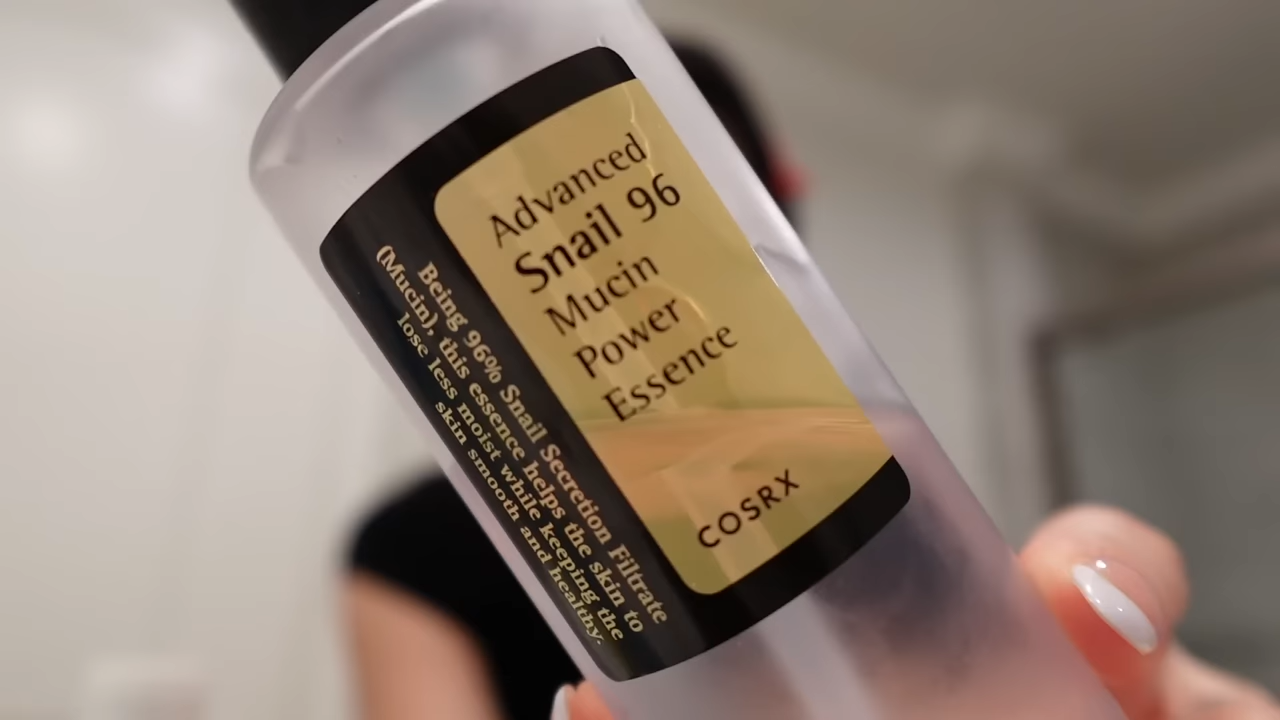 Advanced
Snail 96
Mucin
Power
Essence
COSRX
Being 96% Snail Secretion Filtrate
(Mucin), this essence helps the skin to
lose less moist while keeping the
skin smooth and healthy.